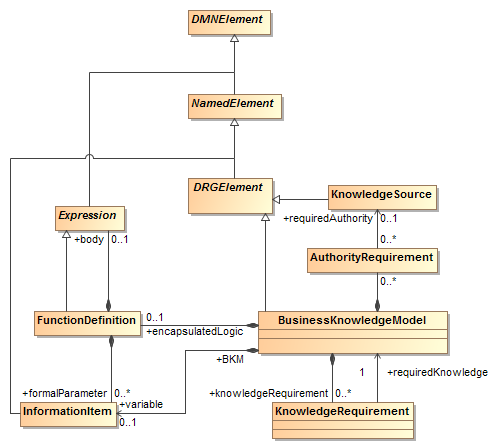 DMNElement
NamedElement
DRGElement
KnowledgeSource
Expression
+requiredAuthority
0..1
+body
0..1
0..*
AuthorityRequirement
0..*
FunctionDefinition
0..1
+encapsulatedLogic
BusinessKnowledgeModel
+BKM
1
+requiredKnowledge
+formalParameter
0..*
+variable
+knowledgeRequirement
0..*
InformationItem
0..1
KnowledgeRequirement